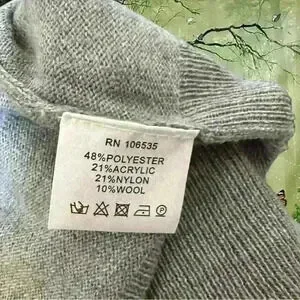 RN 106535
48%POLYESTER
21%ACRYLIC
21%NYLON
10%WOOL